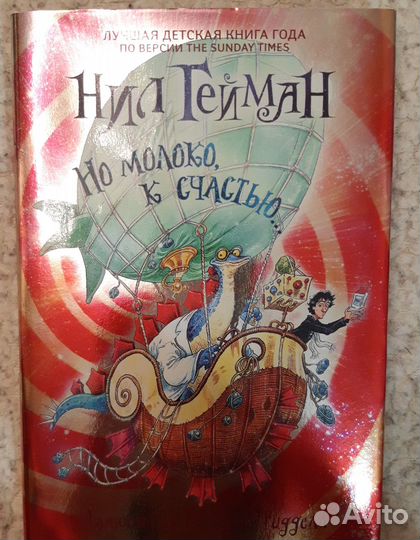 ЛУЧШАЯ ДЕТСКАЯ КНИГА ГОДА
ПО ВЕРСИИ THE SUNDAY TIMES
НИЛ ГЕЙМАН
НО МОЛОКО,
К СЧАСТЬЮ...
Avito